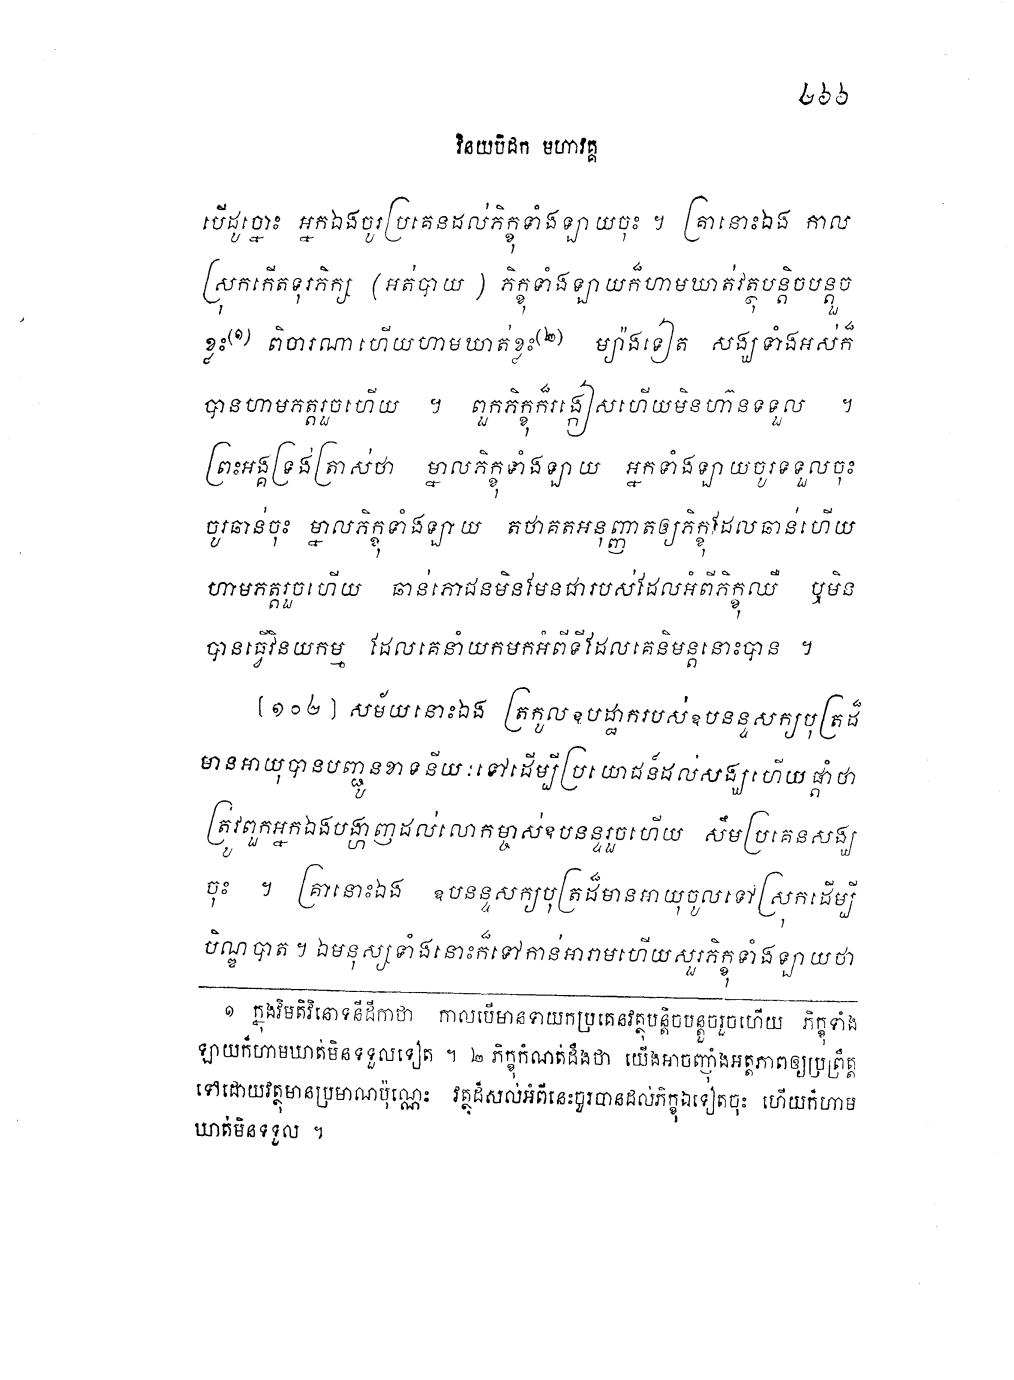 ២៦៦
វិនយបិដក មហាវគ្គ
បើដូច្នោះ អ្នកឯងចូរប្រគេនដល់ភិក្ខុទាំងឡាយចុះ ។ គ្រានោះឯង កាល
ស្រុកកើតទុរភិក្ស (អត់បាយ) ភិក្ខុទាំងឡាយក៏ហាមឃាត់វត្ថុបន្តិចបន្តួច
ខ្លះ(១) ពិចារណាហើយហាមឃាត់ខ្លះ(២) ម្យ៉ាងទៀត សង្ឃទាំងអស់ក៏
បានហាមភត្តរួចហើយ ។ ពួកភិក្ខុក៏រង្កៀសហើយមិនហ៊ានទទួល ។
ព្រះអង្គទ្រង់ត្រាស់ថា ម្នាលភិក្ខុទាំងឡាយ អ្នកទាំងឡាយចូរទទួលចុះ
ចូរឆាន់ចុះ ម្នាលភិក្ខុទាំងឡាយ តថាគតអនុញ្ញាតឲ្យភិក្ខុដែលឆាន់ហើយ
ហាមភត្តរួចហើយ ឆាន់ភោជនមិនមែនជារបស់ដែលអំពីភិក្ខុឈឺ ឬមិន
បានធ្វើវិនយកម្ម ដែលគេនាំយកមកអំពីទីដែលគេនិមន្តនោះបាន ។
[១០២] សម័យនោះឯង ត្រកូលឧបដ្ឋាករបស់ឧបនន្ទសក្យបុត្រដ៏
មានអាយុបានបញ្ជូនខាទនីយៈទៅដើម្បីប្រយោជន៍ដល់សង្ឃហើយផ្តាំថា
ត្រូវពួកអ្នកឯងបង្ហាញដល់លោកម្ចាស់ឧបនន្ទរួចហើយ សឹមប្រគេនសង្ឃ
ចុះ ។ គ្រានោះឯង ឧបនន្ទសក្យបុត្រដ៏មានអាយុចូលទៅស្រុកដើម្បី
បិណ្ឌបាត ។ ឯមនុស្សទាំងនោះក៏ទៅកាន់អារាមហើយសួរភិក្ខុទាំងឡាយថា
១ ក្នុងវិមតិវិនោទនីដីកាថា កាលបើមានទាយកប្រគេនវត្ថុបន្តិចបន្តួចរួចហើយ ភិក្ខុទាំង
ឡាយក៏ហាមឃាត់មិនទទួលទៀត ។ ២ ភិក្ខុកំណត់ដឹងថា យើងអាចញ៉ាំងអត្តភាពឲ្យប្រព្រឹត្ត
ទៅដោយវត្ថុមានប្រមាណប៉ុណ្ណេះ វត្ថុដ៏សល់អំពីនេះចូរបានដល់ភិក្ខុឯទៀតចុះ ហើយក៏ហាម
ឃាត់មិនទទួល ។